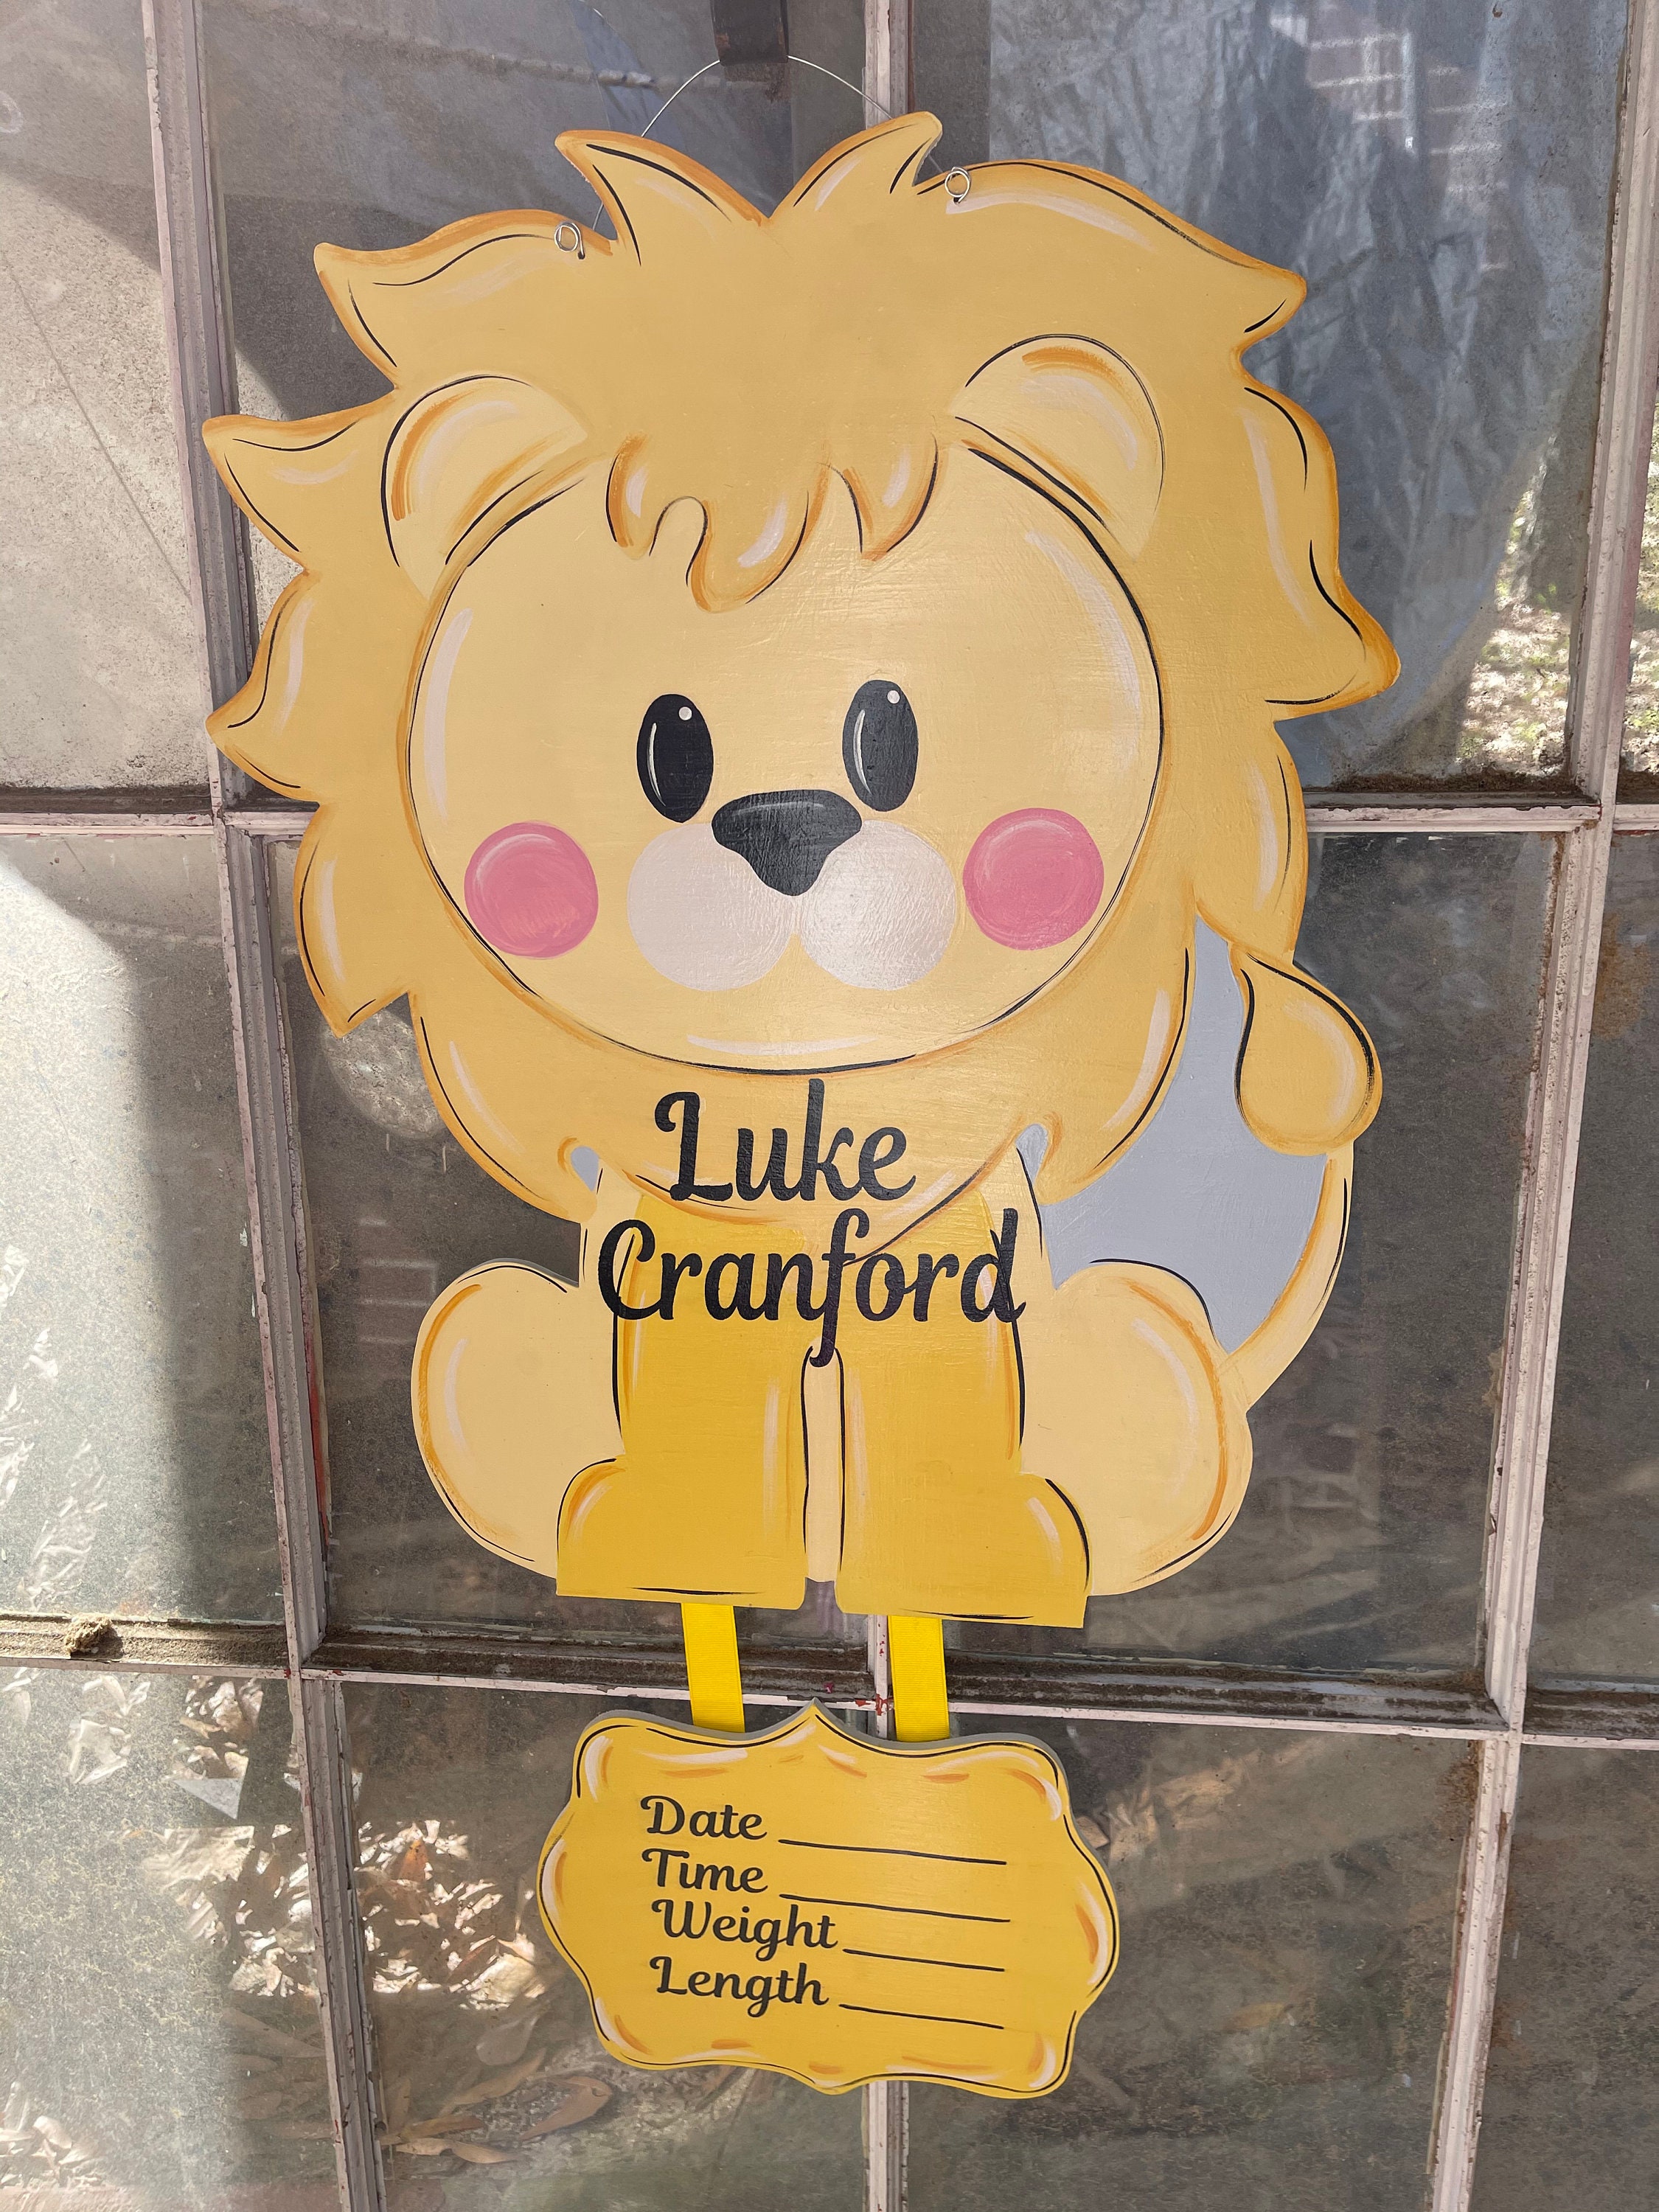 Luke
Cranford
Date
Time
Weight
Length